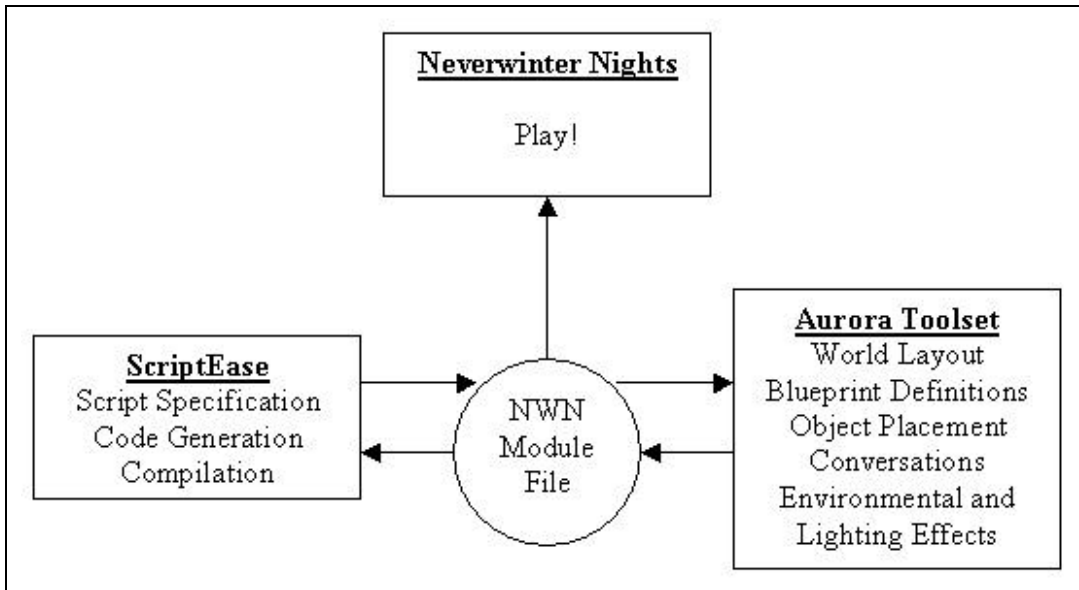 Neverwinter Nights
Play!
ScriptEase
Script Specification
Code Generation
Compilation
NWN
Module
File
Aurora Toolset
World Layout
Blueprint Definitions
Object Placement
Conversations
Environmental and
Lighting Effects